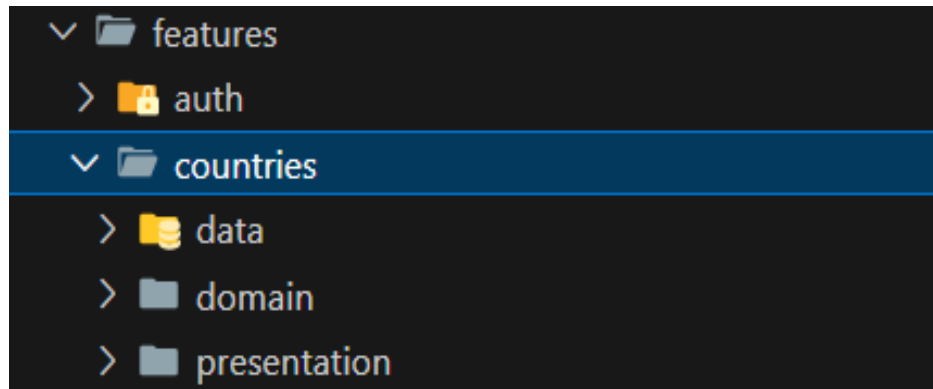 features
auth
countries
data
domain
presentation